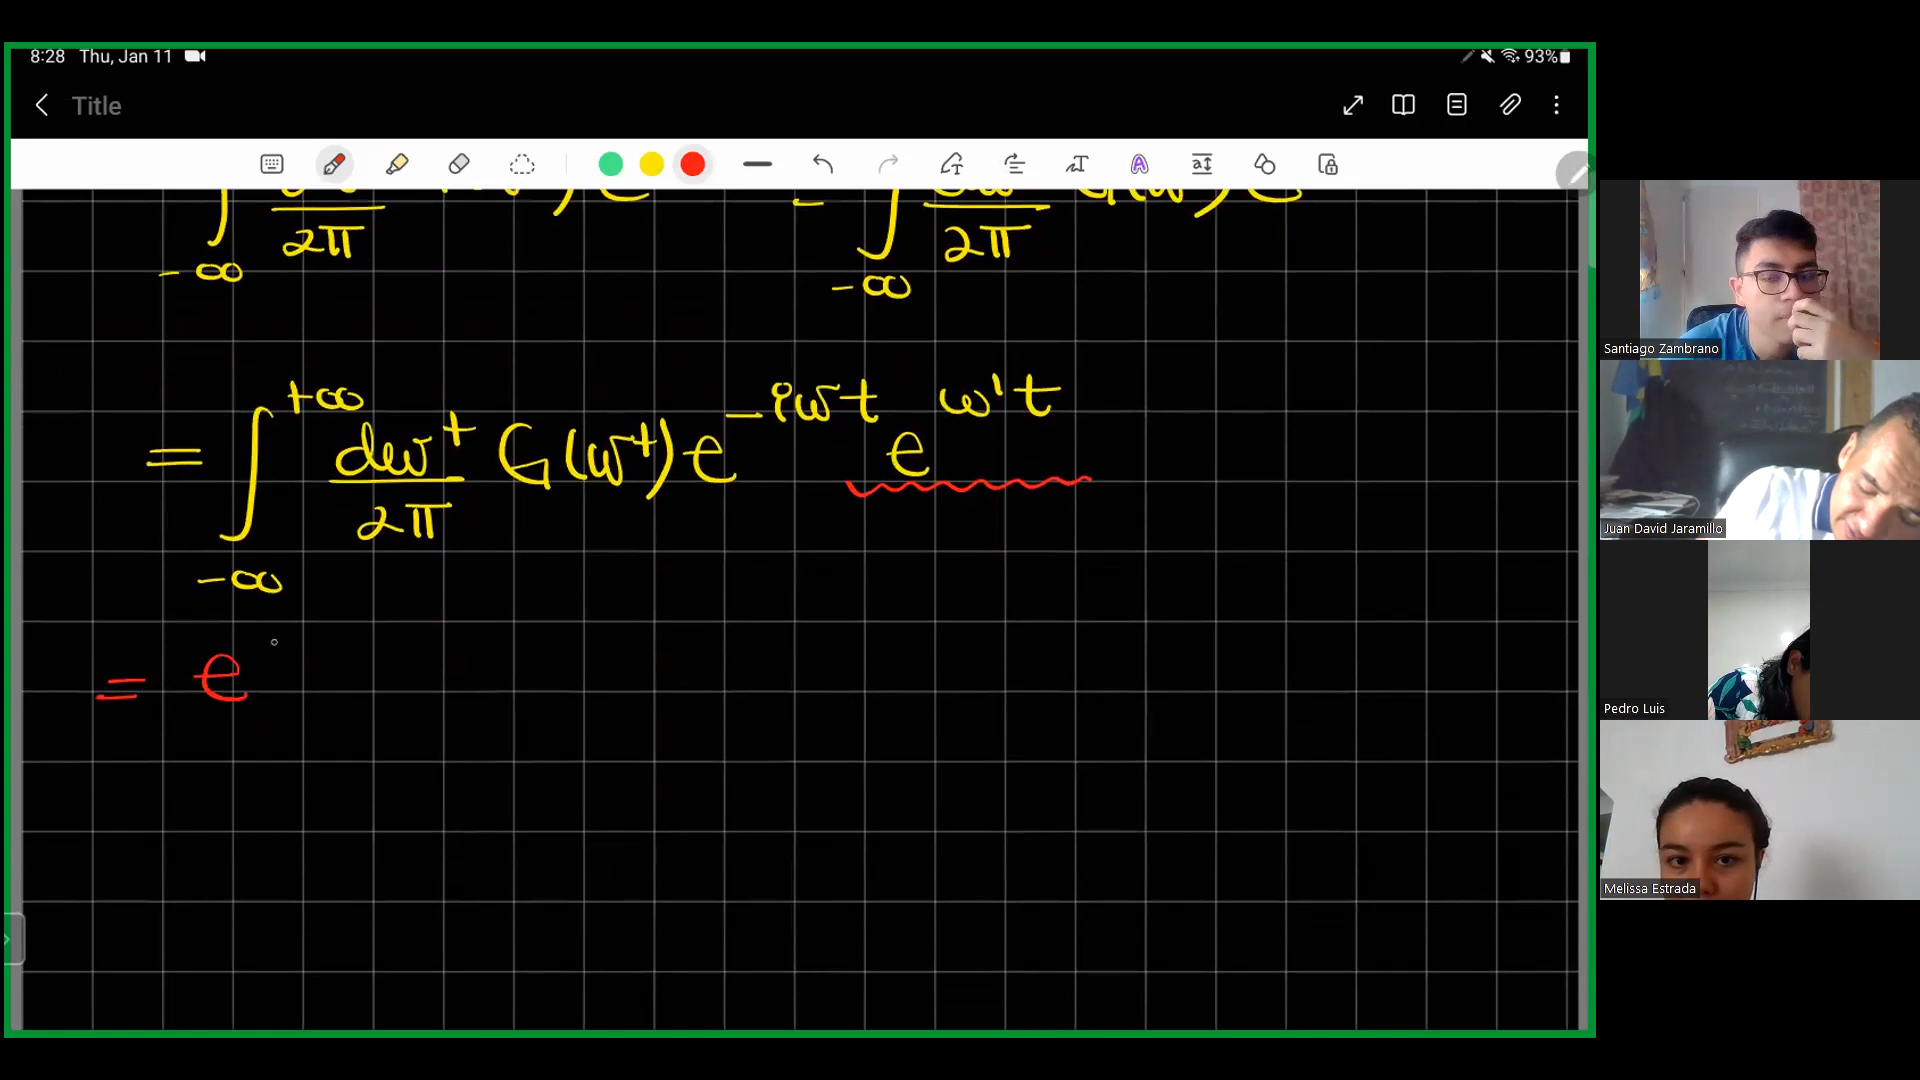 8:28 Thu, Jan 11 93%
Title
2π - 2π
-∞ -∞
= ∫ +∞ -∞ dω⁺/2π G(ω⁺) e^{-iωt} e^{ω't}
= e
Santiago Zambrano
Juan David Jaramillo
Pedro Luis
Melissa Estrada